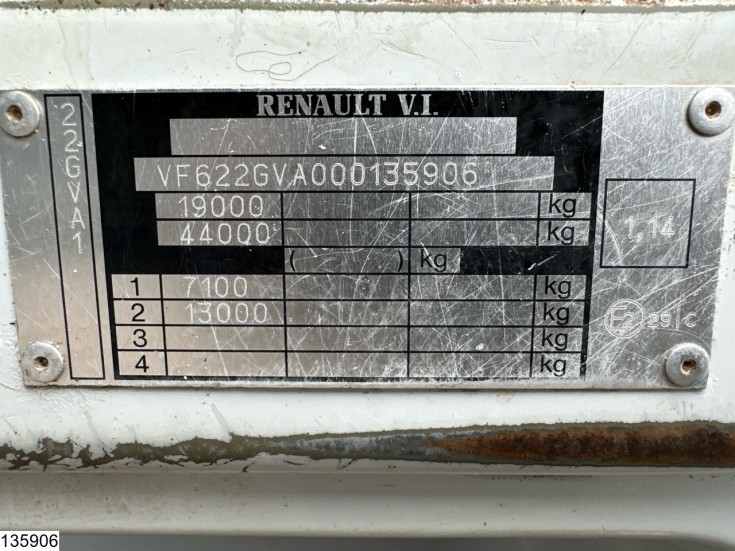 RENAULT V.I.
22GVA1
VF622GVA000135906
19000 kg
44000 kg
( ) kg
1 7100 kg
2 13000 kg
3 kg
4 kg
1,14
E2 29|C
135906